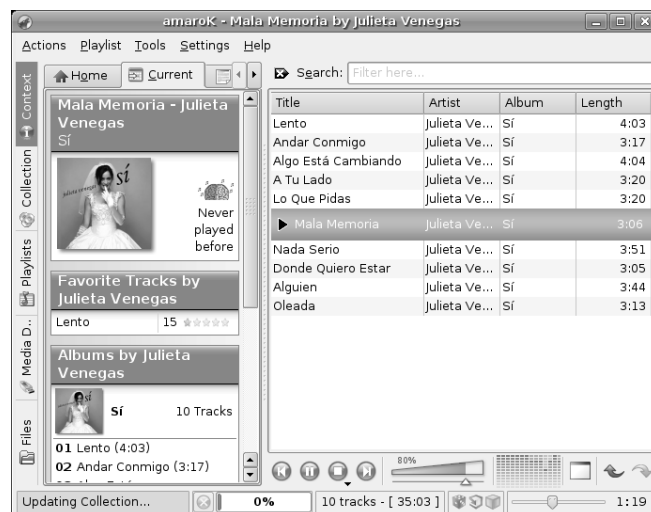 amaroK - Mala Memoria by Julieta Venegas
Actions Playlist Tools Settings Help
Context
Collection
Playlists
Media D..
Files
Home Current
Mala Memoria - Julieta
Venegas
Sí
Never
played
before
Favorite Tracks by
Julieta Venegas
Lento 15
Albums by Julieta
Venegas
Sí 10 Tracks
01 Lento (4:03)
02 Andar Conmigo (3:17)
Search: Filter here...
Title Artist Album Length
Lento Julieta Ve... Sí 4:03
Andar Conmigo Julieta Ve... Sí 3:17
Algo Está Cambiando Julieta Ve... Sí 4:04
A Tu Lado Julieta Ve... Sí 3:20
Lo Que Pidas Julieta Ve... Sí 3:20
Mala Memoria Julieta Ve... Sí 3:06
Nada Serio Julieta Ve... Sí 3:51
Donde Quiero Estar Julieta Ve... Sí 3:05
Alguien Julieta Ve... Sí 3:44
Oleada Julieta Ve... Sí 3:13
80%
Updating Collection... 0% 10 tracks - [ 35:03 ] 1:19